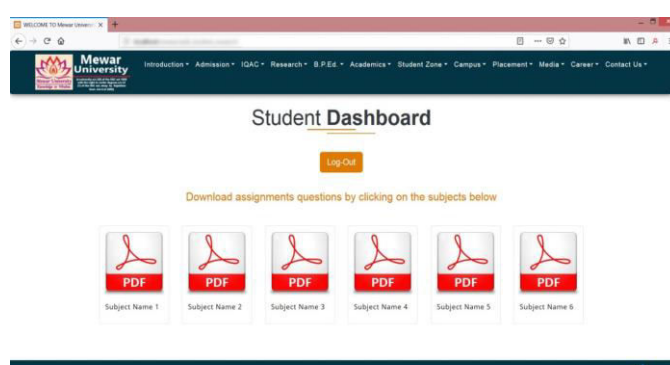 WELCOME TO Mewar Univers
Mewar
University
Introduction Admission IQAC Research B.P.Ed. Academics Student Zone Campus Placement Media Career Contact Us
Student Dashboard
Log-Out
Download assignments questions by clicking on the subjects below
PDF PDF PDF PDF PDF PDF
Subject Name 1 Subject Name 2 Subject Name 3 Subject Name 4 Subject Name 5 Subject Name 6